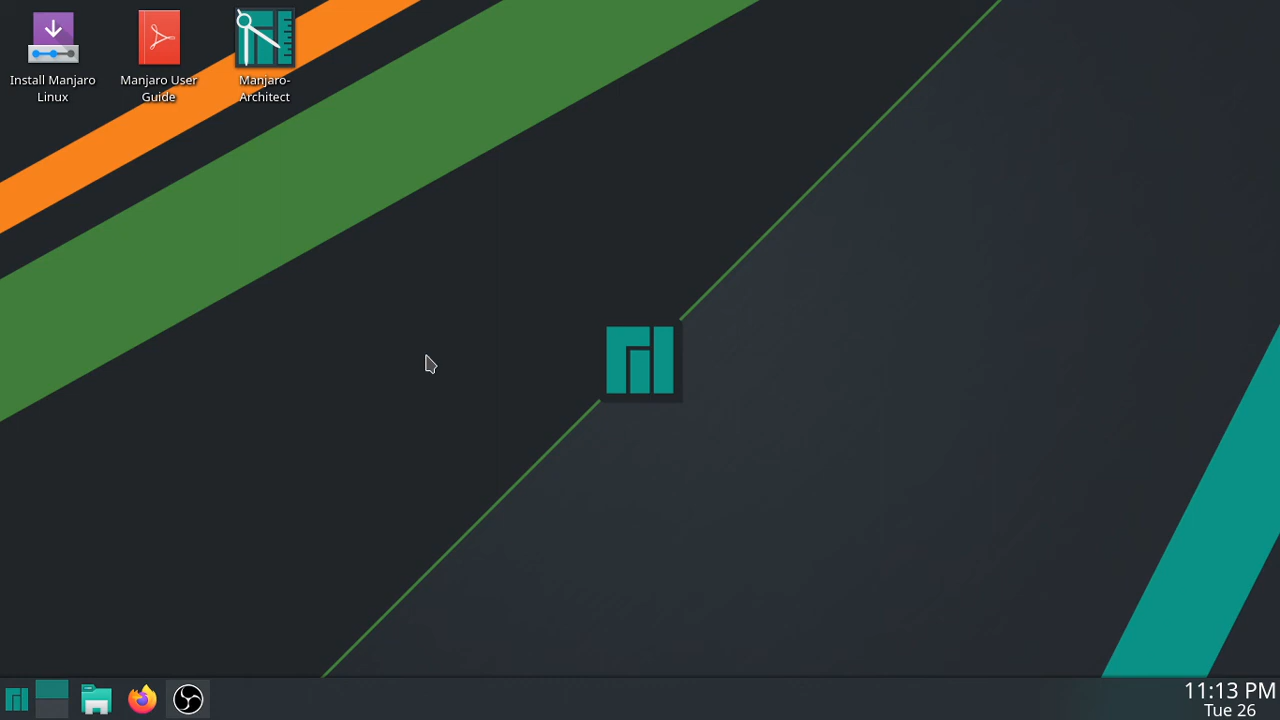 Install Manjaro
Linux
Manjaro User
Guide
Manjaro-
Architect
11:13 PM
Tue 26